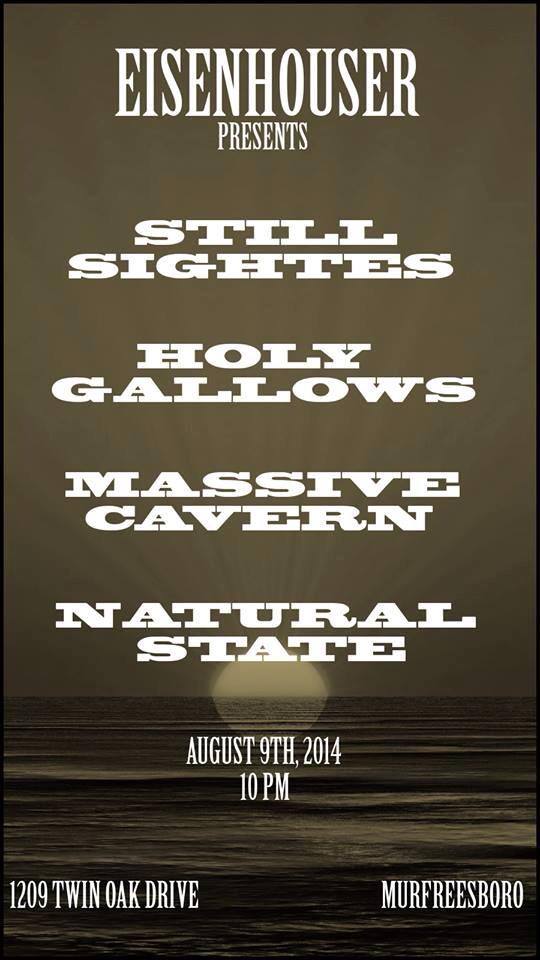 EISENHOUSER
PRESENTS
STILL
SIGHTES
HOLY
GALLOWS
MASSIVE
CAVERN
NATURAL
STATE
AUGUST 9TH, 2014
10 PM
1209 TWIN OAK DRIVE
MURFREESBORO